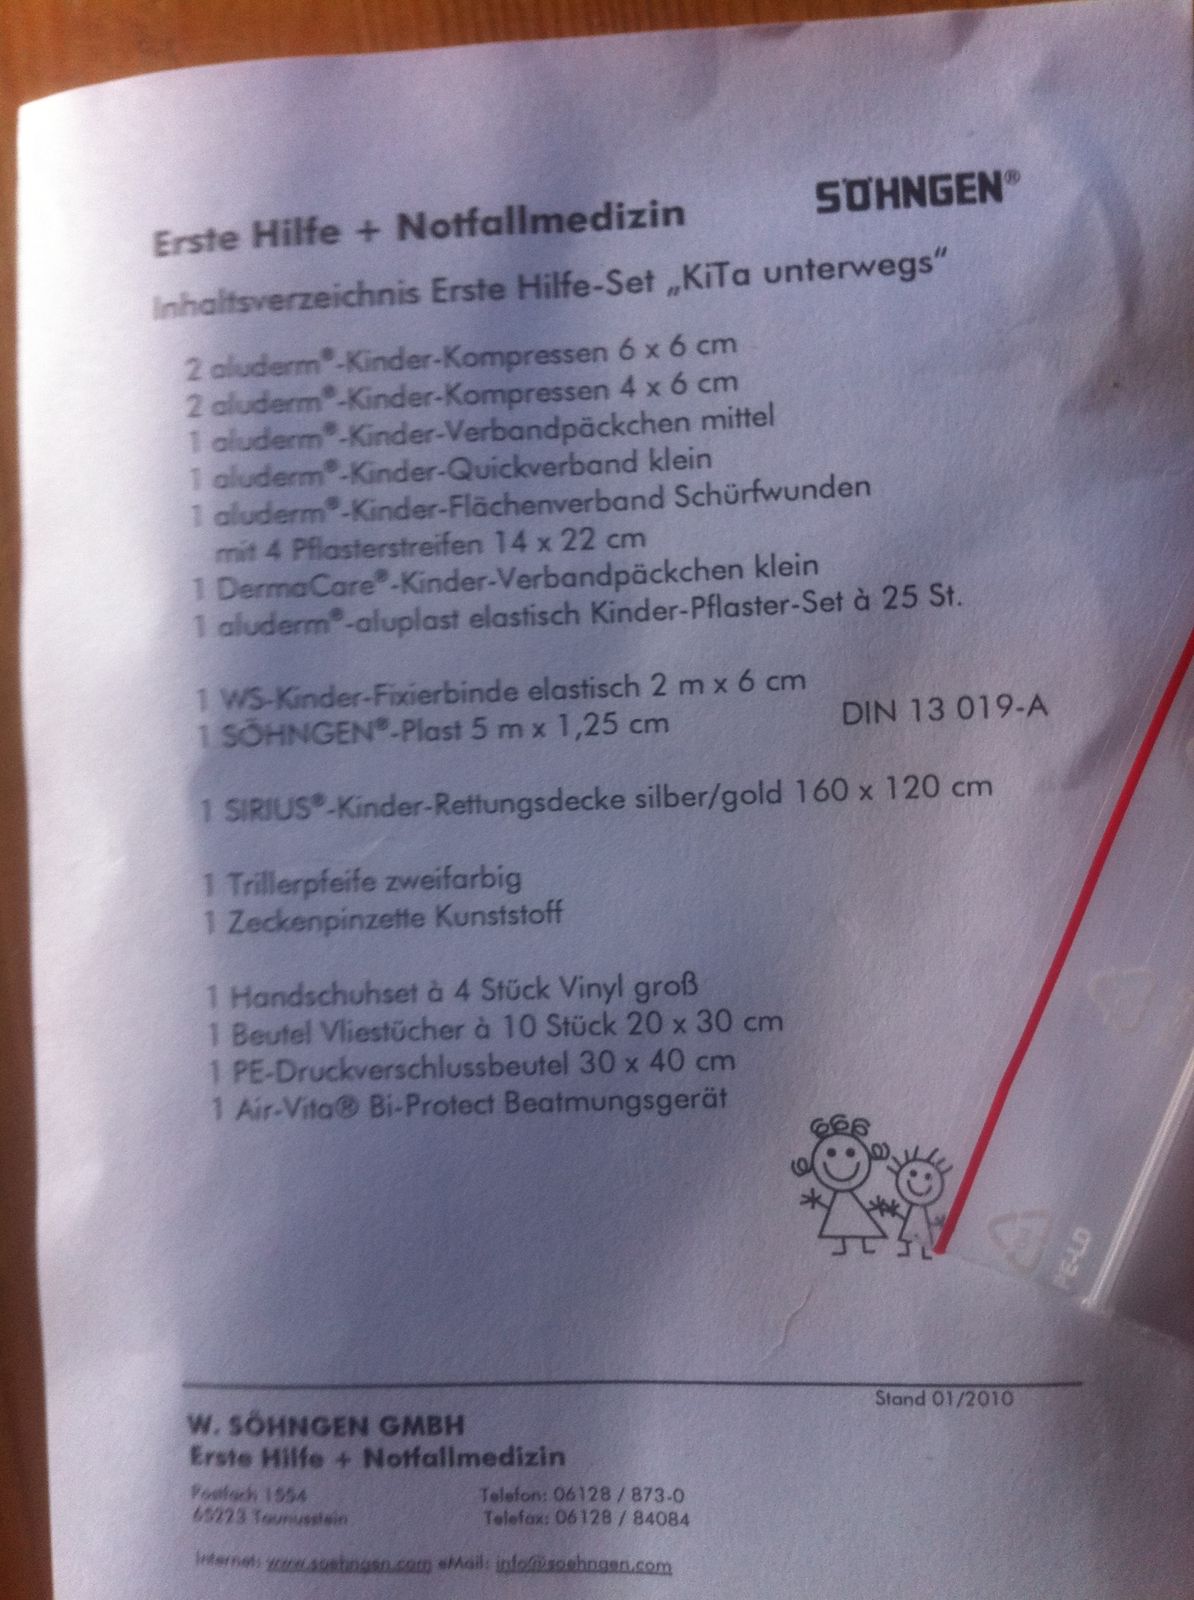 SÖHNGEN®
Erste Hilfe + Notfallmedizin
Inhaltsverzeichnis Erste Hilfe-Set „KiTa unterwegs“
2 aluderm®-Kinder-Kompressen 6 x 6 cm
2 aluderm®-Kinder-Kompressen 4 x 6 cm
1 aluderm®-Kinder-Verbandpäckchen mittel
1 aluderm®-Kinder-Quickverband klein
1 aluderm®-Kinder-Flächenverband Schürfwunden
mit 4 Pflasterstreifen 14 x 22 cm
1 DermaCare®-Kinder-Verbandpäckchen klein
1 aluderm®-aluplast elastisch Kinder-Pflaster-Set à 25 St.
1 WS-Kinder-Fixierbinde elastisch 2 m x 6 cm
1 SÖHNGEN®-Plast 5 m x 1,25 cm DIN 13 019-A
1 SIRIUS®-Kinder-Rettungsdecke silber/gold 160 x 120 cm
1 Trillerpfeife zweifarbig
1 Zeckenpinzette Kunststoff
1 Handschuhset à 4 Stück Vinyl groß
1 Beutel Vliestücher à 10 Stück 20 x 30 cm
1 PE-Druckverschlussbeutel 30 x 40 cm
1 Air-Vita® Bi-Protect Beatmungsgerät
PE-LD
Stand 01/2010
W. SÖHNGEN GMBH
Erste Hilfe + Notfallmedizin
Postfach 1554 Telefon: 06128 / 873-0
65223 Taunusstein Telefax: 06128 / 84084
Internet: www.soehngen.com eMail: info@soehngen.com